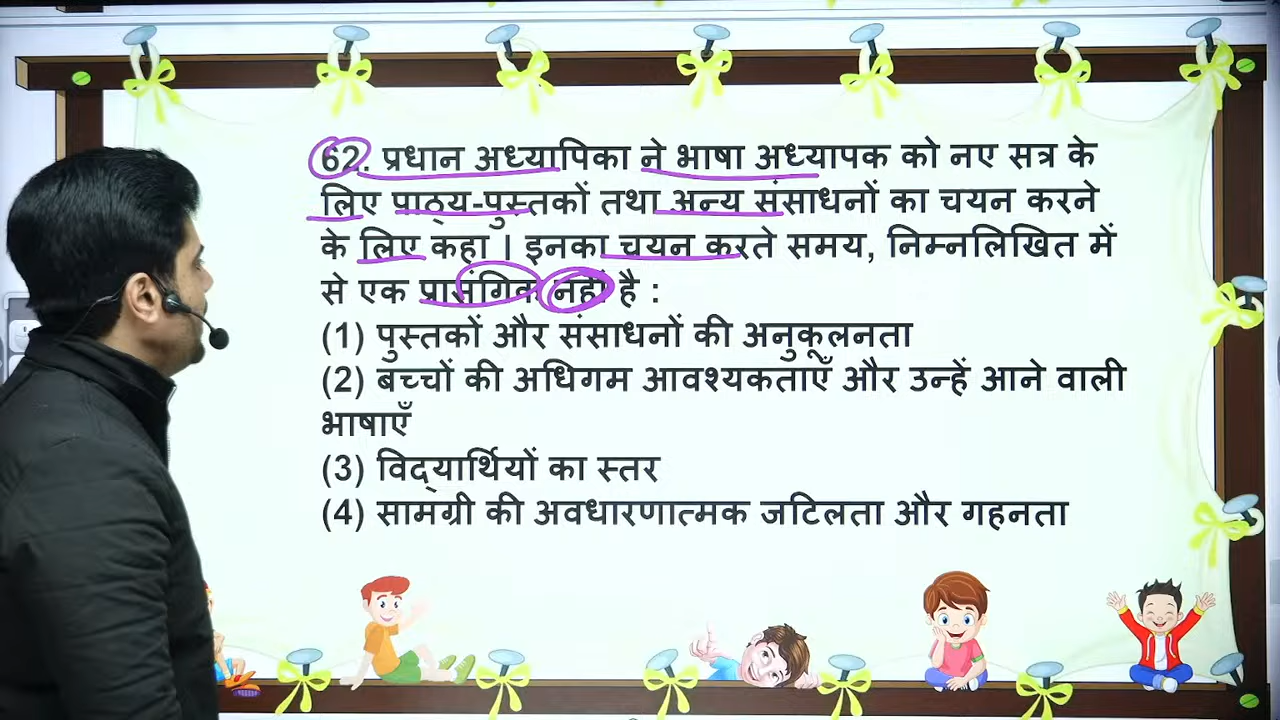 62. प्रधान अध्यापिका ने भाषा अध्यापक को नए सत्र के
लिए पाठ्य-पुस्तकों तथा अन्य संसाधनों का चयन करने
के लिए कहा | इनका चयन करते समय, निम्नलिखित में
से एक प्रासंगिक नहीं है :
(1) पुस्तकों और संसाधनों की अनुकूलनता
(2) बच्चों की अधिगम आवश्यकताएँ और उन्हें आने वाली
भाषाएँ
(3) विद्यार्थियों का स्तर
(4) सामग्री की अवधारणात्मक जटिलता और गहनता